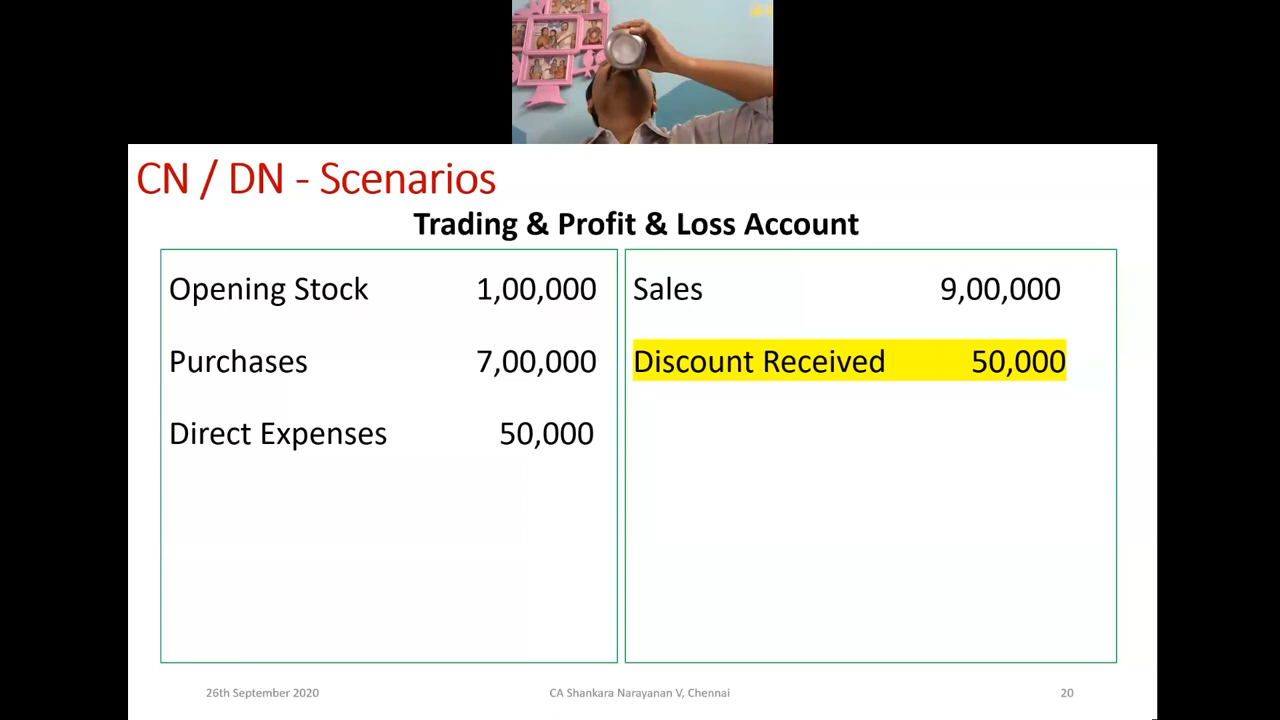 CN / DN - Scenarios
Trading & Profit & Loss Account
Opening Stock 1,00,000
Purchases 7,00,000
Direct Expenses 50,000
Sales 9,00,000
Discount Received 50,000
26th September 2020 CA Shankara Narayanan V, Chennai 20